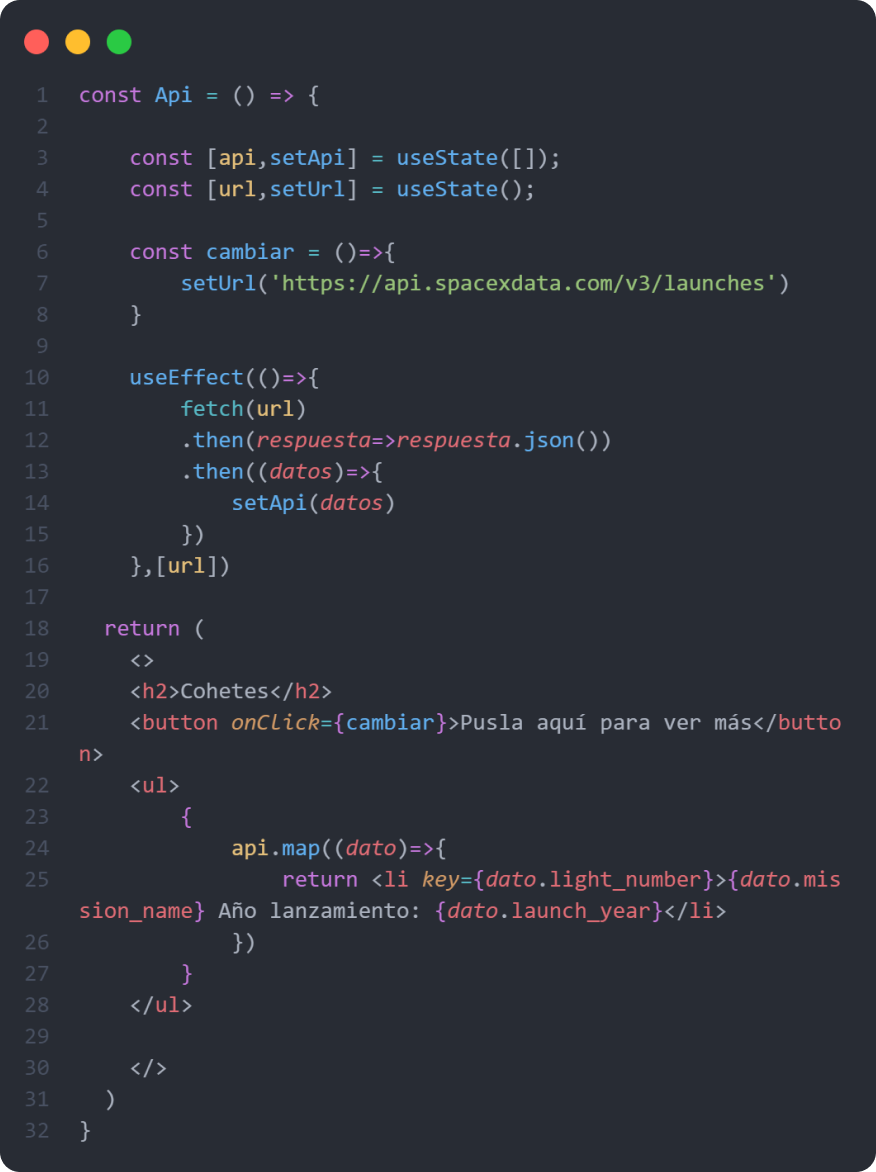 1 const Api = () => {
2
3 const [api,setApi] = useState([]);
4 const [url,setUrl] = useState();
5
6 const cambiar = ()=>{
7 setUrl('https://api.spacexdata.com/v3/launches')
8 }
9
10 useEffect(()=>{
11 fetch(url)
12 .then(respuesta=>respuesta.json())
13 .then((datos)=>{
14 setApi(datos)
15 })
16 },[url])
17
18 return (
19 <>
20 <h2>Cohetes</h2>
21 <button onClick={cambiar}>Pusla aquí para ver más</butto
n>
22 <ul>
23 {
24 api.map((dato)=>{
25 return <li key={dato.light_number}>{dato.mis
sion_name} Año lanzamiento: {dato.launch_year}</li>
26 })
27 }
28 </ul>
29
30 </>
31 )
32 }